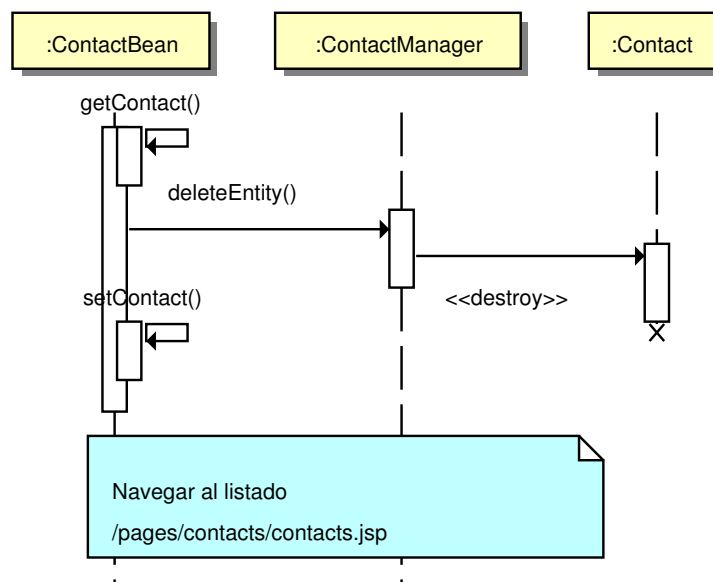 :ContactBean
:ContactManager
:Contact
getContact()
deleteEntity()
setContact()
<<destroy>>
Navegar al listado
/pages/contacts/contacts.jsp